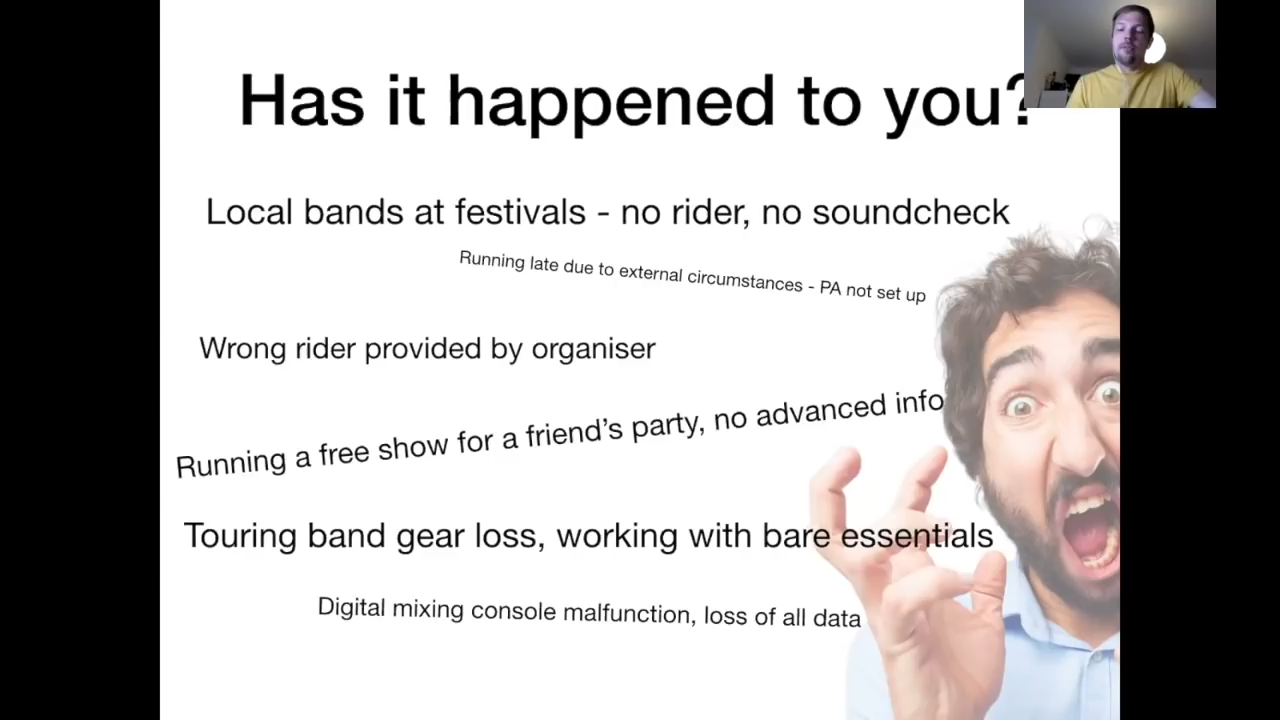 Has it happened to you?
Local bands at festivals - no rider, no soundcheck
Running late due to external circumstances - PA not set up
Wrong rider provided by organiser
Running a free show for a friend's party, no advanced info
Touring band gear loss, working with bare essentials
Digital mixing console malfunction, loss of all data